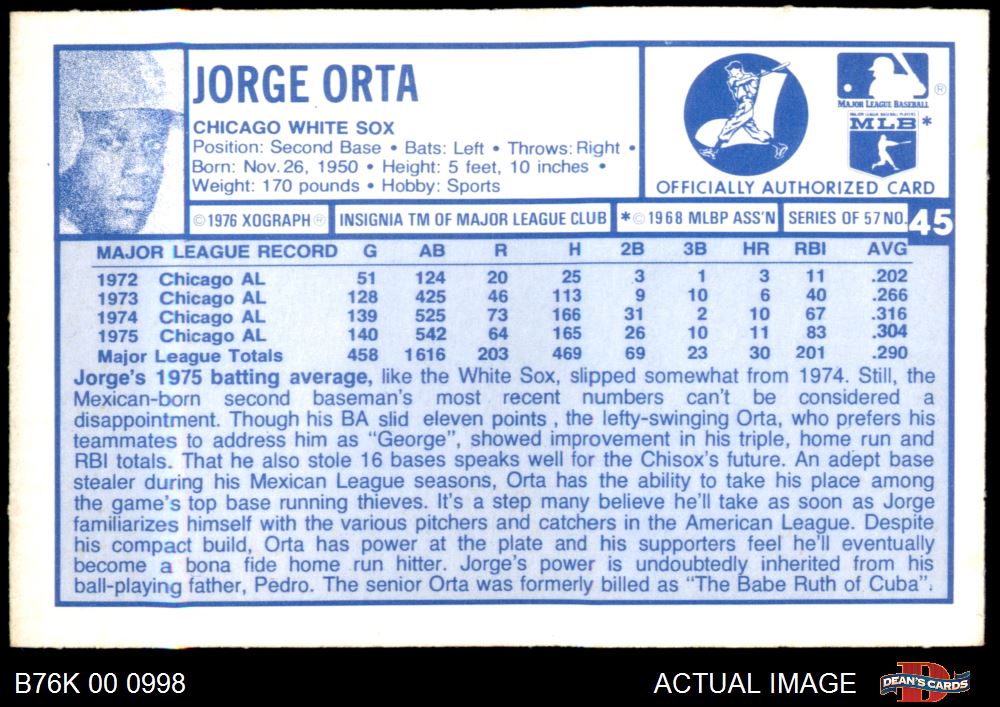 JORGE ORTA
CHICAGO WHITE SOX
Position: Second Base • Bats: Left • Throws: Right •
Born: Nov. 26, 1950 • Height: 5 feet, 10 inches •
Weight: 170 pounds • Hobby: Sports
®
MAJOR LEAGUE BASEBALL
MAJOR LEAGUE BASEBALL PLAYERS
MLB *
OFFICIALLY AUTHORIZED CARD
©1976 XOGRAPH® INSIGNIA TM OF MAJOR LEAGUE CLUB *©1968 MLBP ASS'N SERIES OF 57 NO. 45
MAJOR LEAGUE RECORD G AB R H 2B 3B HR RBI AVG
1972 Chicago AL 51 124 20 25 3 1 3 11 .202
1973 Chicago AL 128 425 46 113 9 10 6 40 .266
1974 Chicago AL 139 525 73 166 31 2 10 67 .316
1975 Chicago AL 140 542 64 165 26 10 11 83 .304
Major League Totals 458 1616 203 469 69 23 30 201 .290
Jorge's 1975 batting average, like the White Sox, slipped somewhat from 1974. Still, the
Mexican-born second baseman's most recent numbers can't be considered a
disappointment. Though his BA slid eleven points , the lefty-swinging Orta, who prefers his
teammates to address him as "George", showed improvement in his triple, home run and
RBI totals. That he also stole 16 bases speaks well for the Chisox's future. An adept base
stealer during his Mexican League seasons, Orta has the ability to take his place among
the game's top base running thieves. It's a step many believe he'll take as soon as Jorge
familiarizes himself with the various pitchers and catchers in the American League. Despite
his compact build, Orta has power at the plate and his supporters feel he'll eventually
become a bona fide home run hitter. Jorge's power is undoubtedly inherited from his
ball-playing father, Pedro. The senior Orta was formerly billed as "The Babe Ruth of Cuba".
B76K 00 0998
ACTUAL IMAGE
D
DEAN'S CARDS